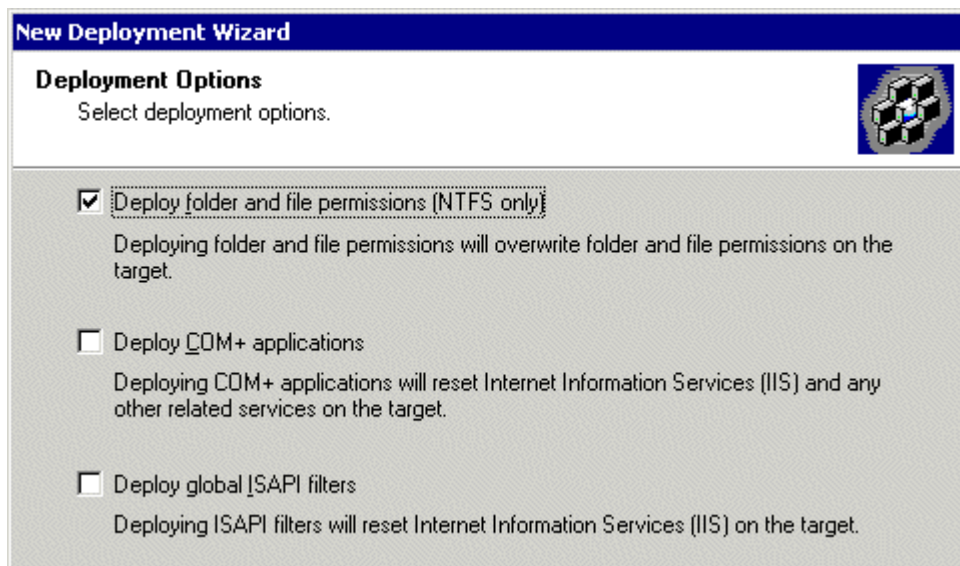 New Deployment Wizard
Deployment Options
Select deployment options.
Deploy folder and file permissions (NTFS only)
Deploying folder and file permissions will overwrite folder and file permissions on the
target.
Deploy COM+ applications
Deploying COM+ applications will reset Internet Information Services (IIS) and any
other related services on the target.
Deploy global ISAPI filters
Deploying ISAPI filters will reset Internet Information Services (IIS) on the target.